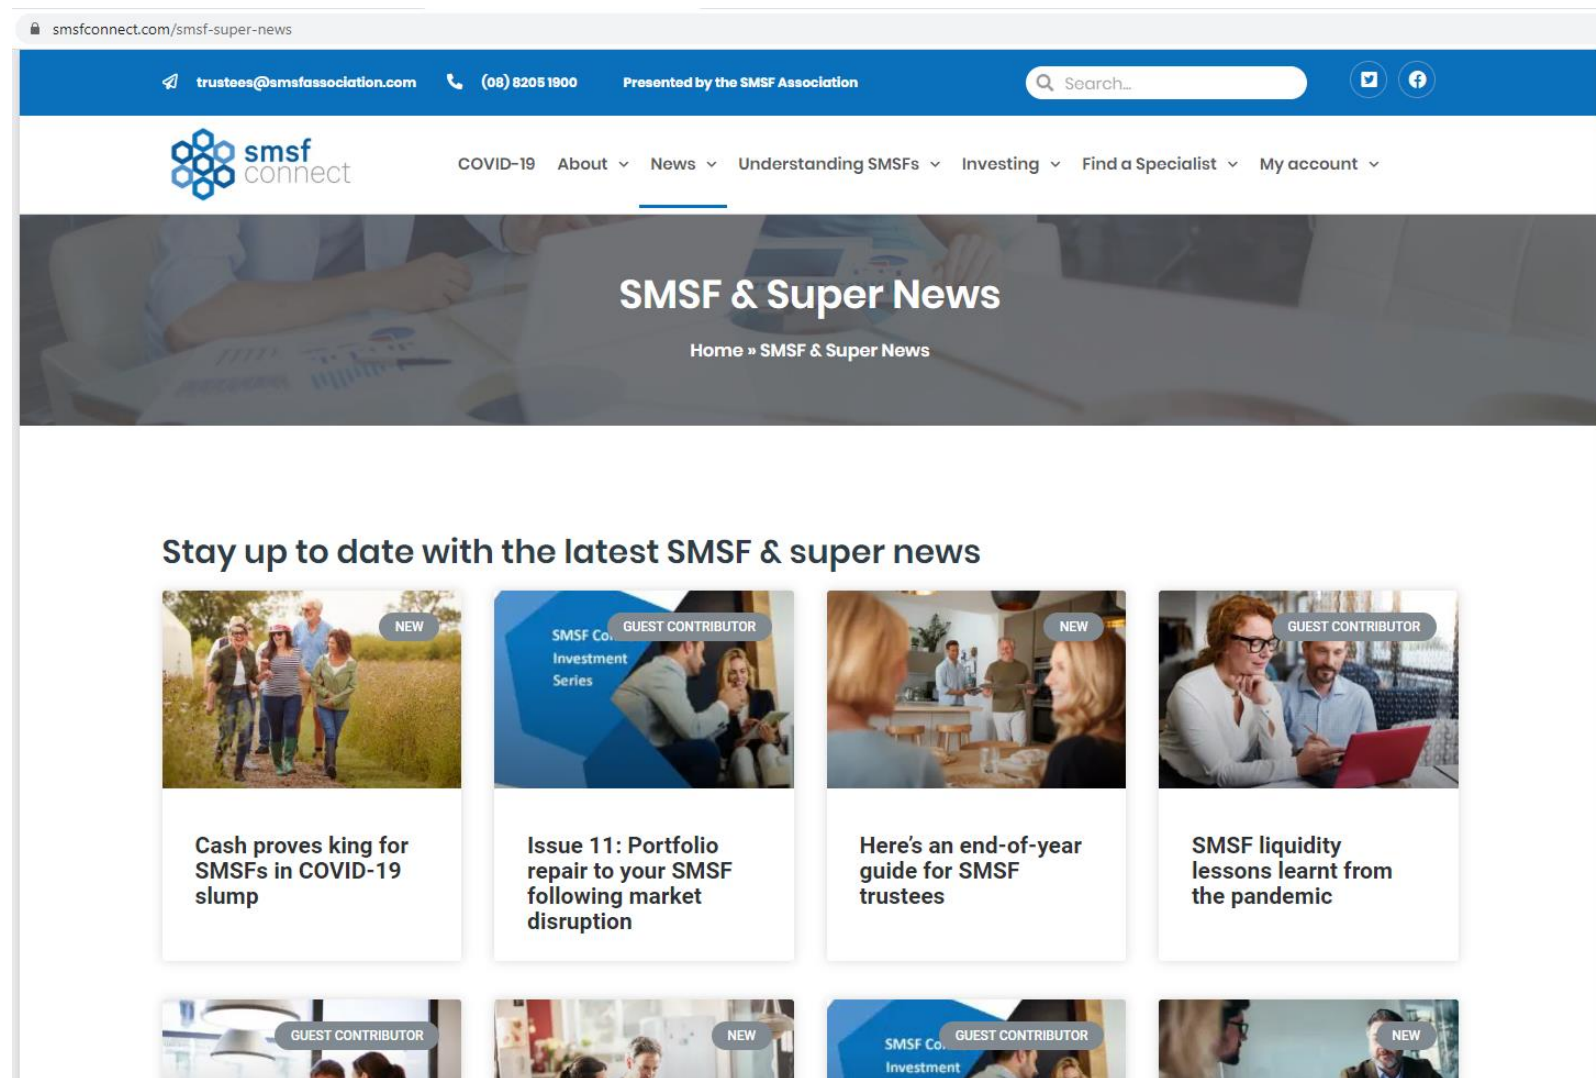 smsfconnect.com/smsf-super-news
trustees@smsfassociation.com (08) 8205 1900 Presented by the SMSF Association Search...
smsf
connect
COVID-19 About News Understanding SMSFs Investing Find a Specialist My account
SMSF & Super News
Home » SMSF & Super News
Stay up to date with the latest SMSF & super news
NEW
Cash proves king for
SMSFs in COVID-19
slump
GUEST CONTRIBUTOR
SMSF
Investment
Series
Issue 11: Portfolio
repair to your SMSF
following market
disruption
NEW
Here's an end-of-year
guide for SMSF
trustees
GUEST CONTRIBUTOR
SMSF liquidity
lessons learnt from
the pandemic
GUEST CONTRIBUTOR
NEW
GUEST CONTRIBUTOR
SMSF
Investment
NEW